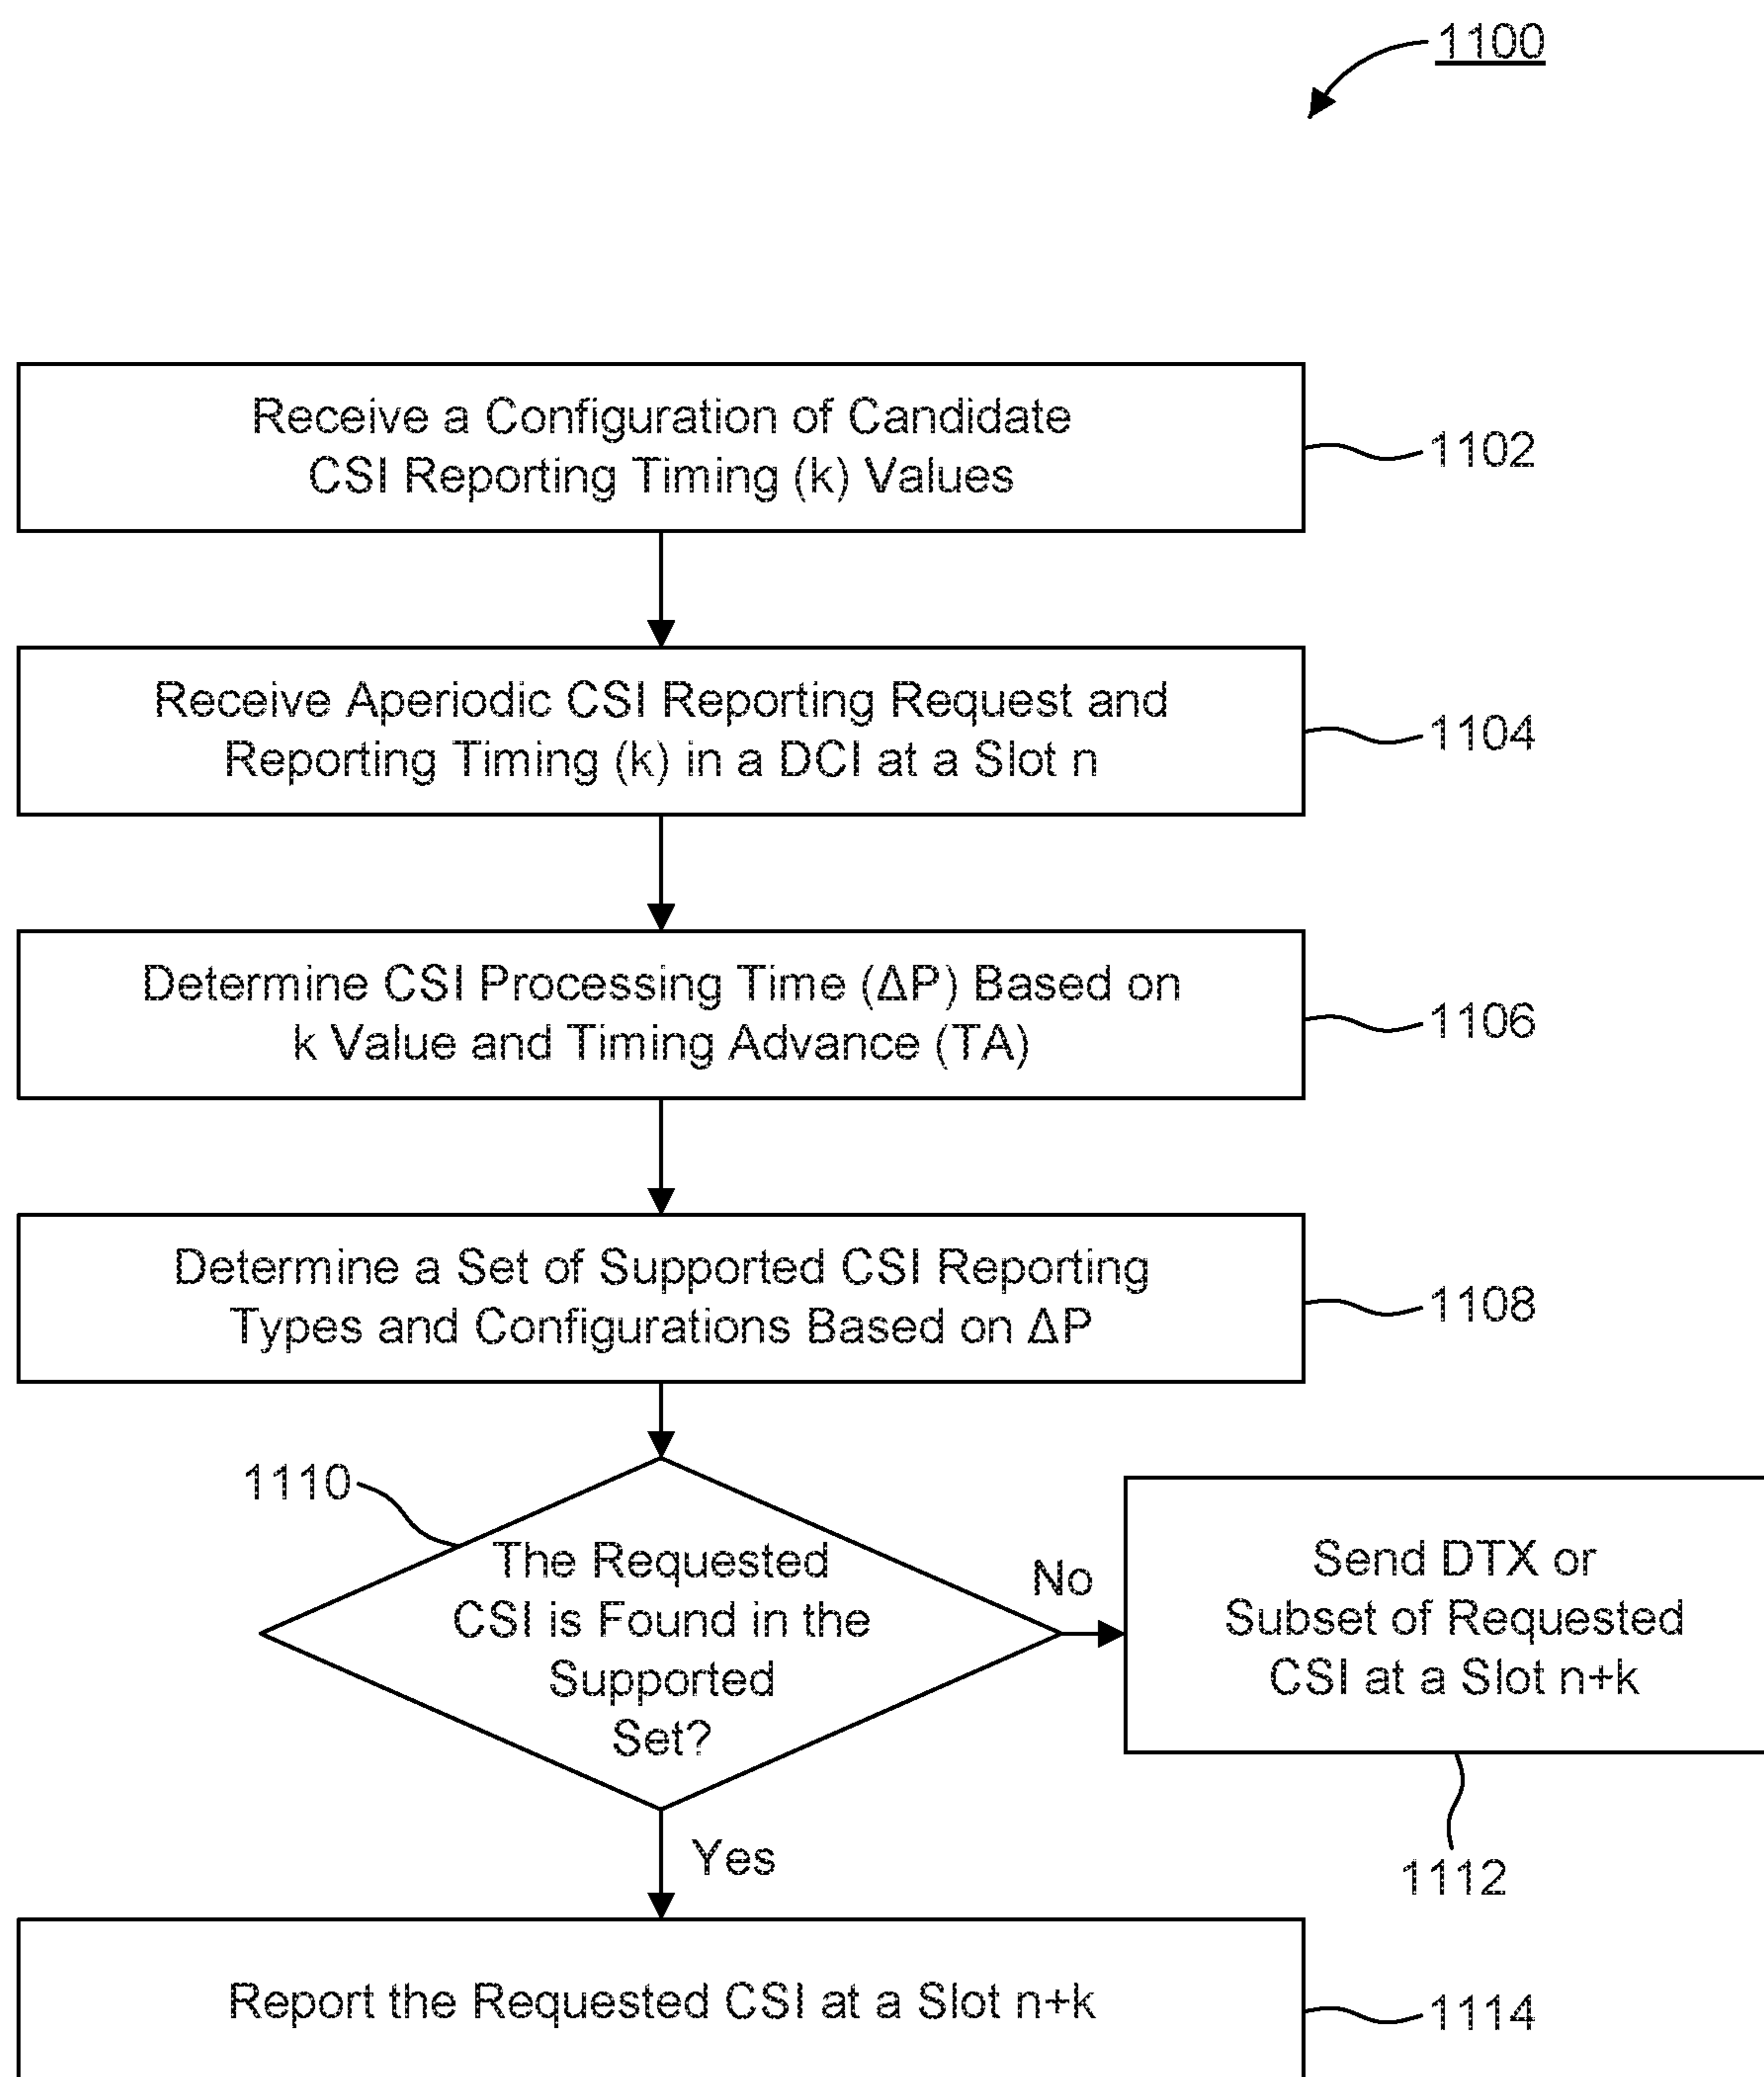 1100
Receive a Configuration of Candidate
CSI Reporting Timing (k) Values
1102
Receive Aperiodic CSI Reporting Request and
Reporting Timing (k) in a DCI at a Slot n
1104
Determine CSI Processing Time (ΔP) Based on
k Value and Timing Advance (TA)
1106
Determine a Set of Supported CSI Reporting
Types and Configurations Based on ΔP
1108
1110
The Requested
CSI is Found in the
Supported
Set?
No
Send DTX or
Subset of Requested
CSI at a Slot n+k
1112
Yes
Report the Requested CSI at a Slot n+k
1114